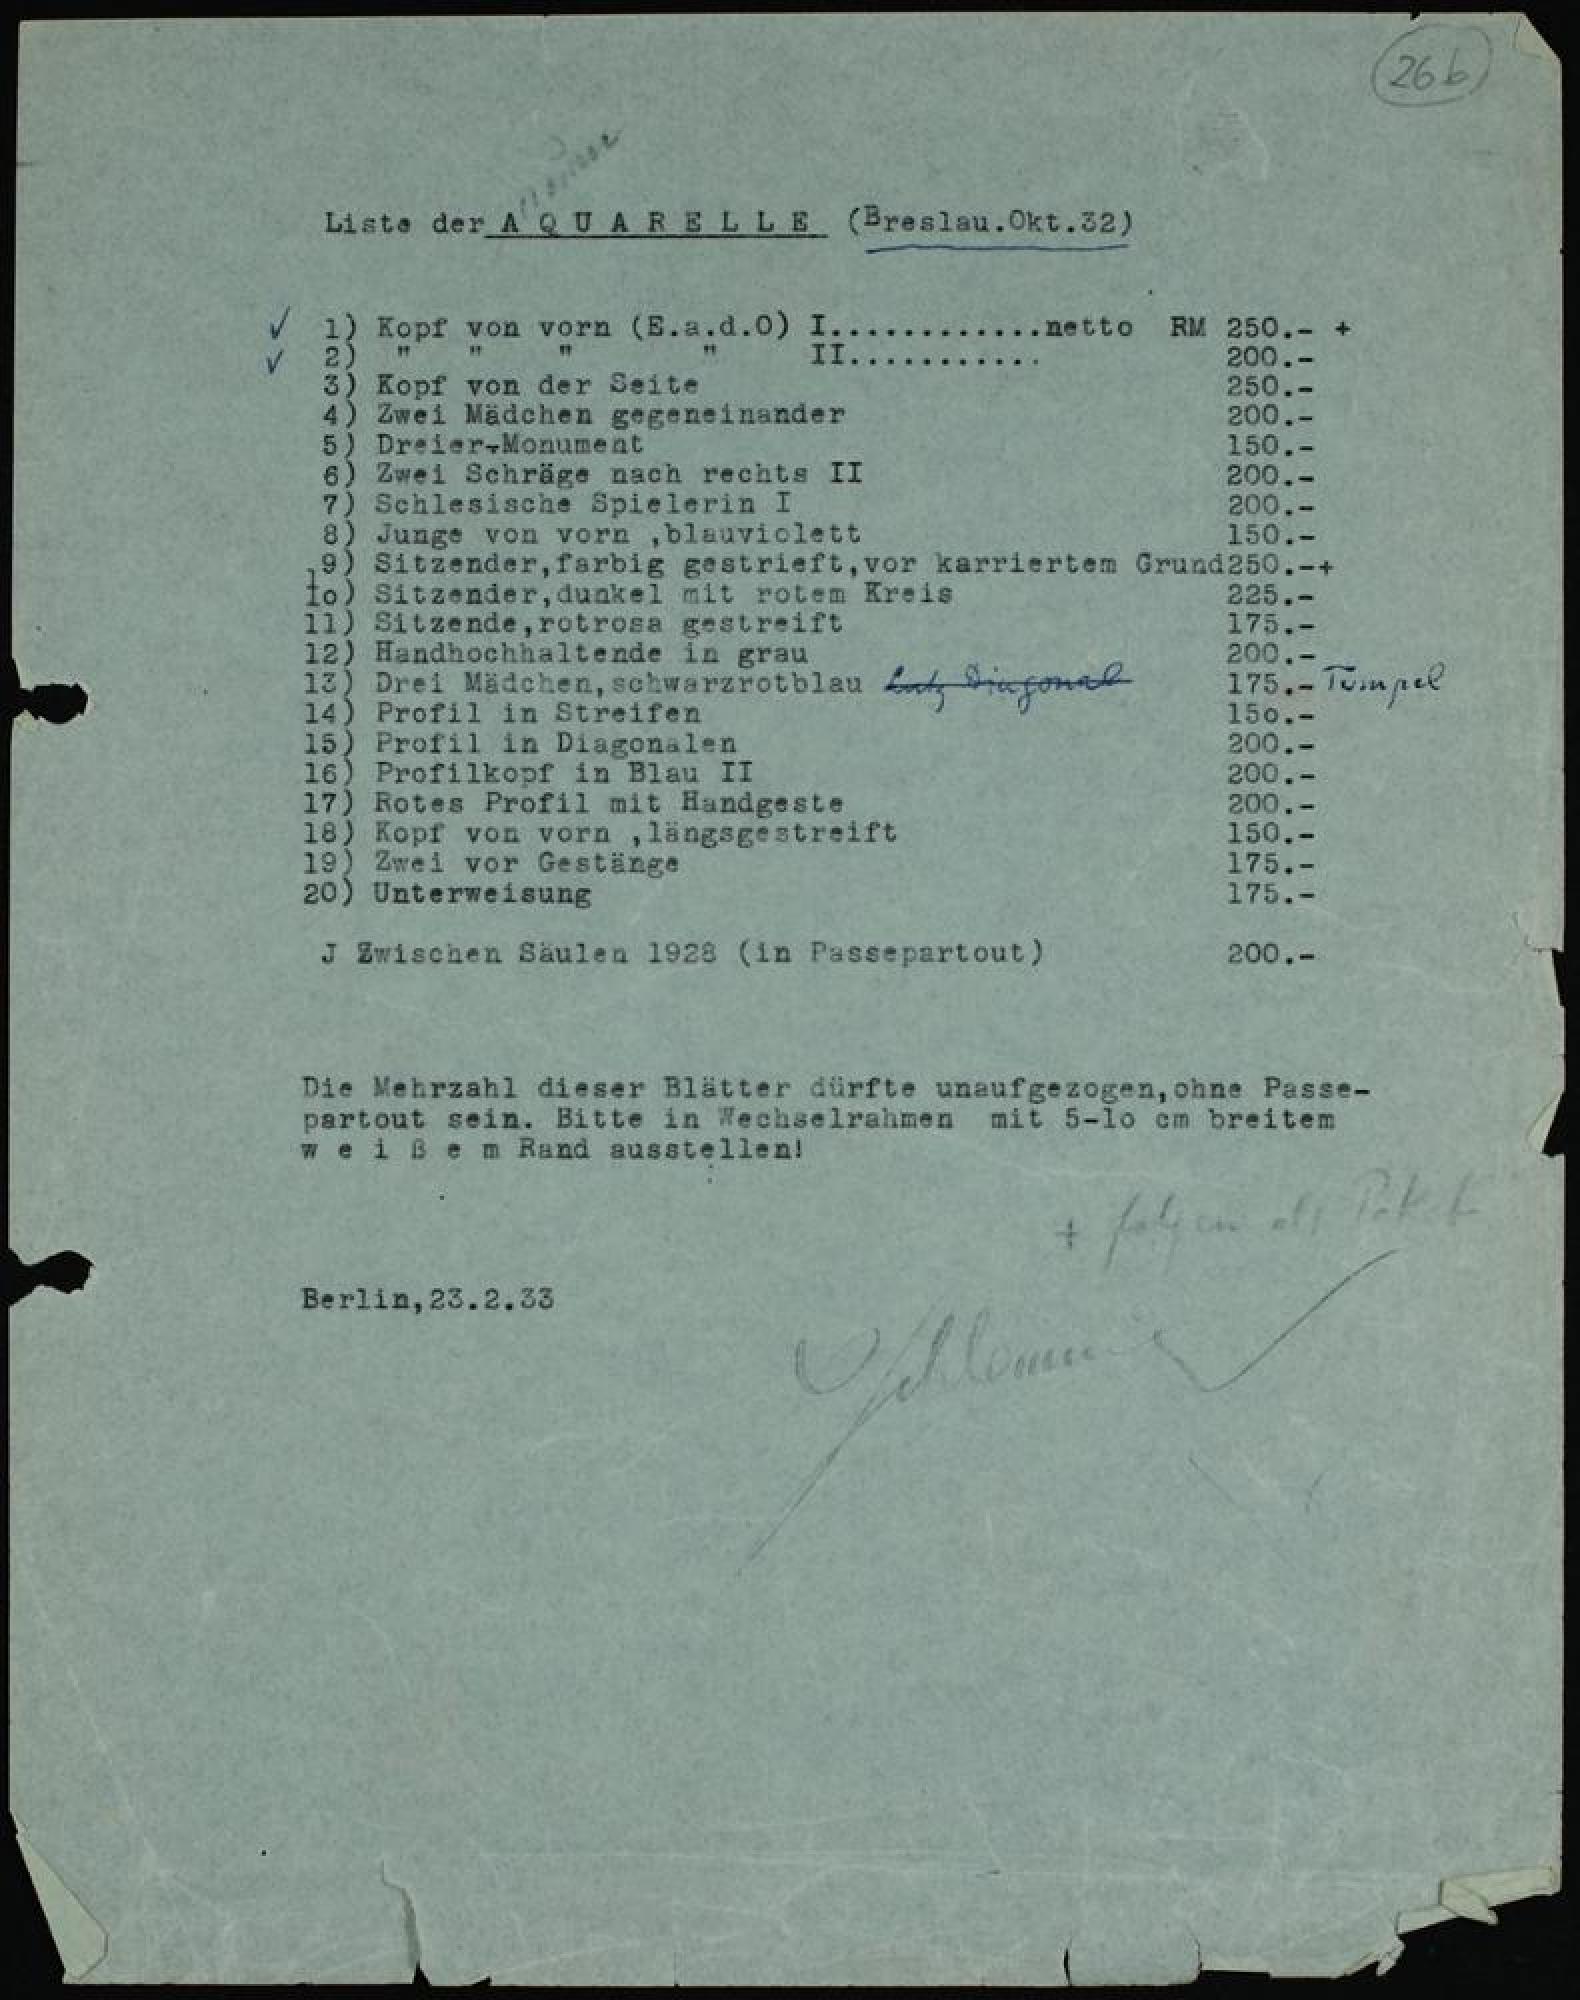 26b
Liste der A Q U A R E L L E (Breslau.Okt.32)
✓ 1) Kopf von vorn (E.a.d.O) I............netto RM 250.- +
✓ 2) " " " " II........... 200.-
3) Kopf von der Seite 250.-
4) Zwei Mädchen gegeneinander 200.-
5) Dreier-Monument 150.-
6) Zwei Schräge nach rechts II 200.-
7) Schlesische Spielerin I 200.-
8) Junge von vorn ,blauviolett 150.-
9) Sitzender,farbig gestrieft,vor karriertem Grund250.-+
1o) Sitzender,dunkel mit rotem Kreis 225.-
11) Sitzende,rotrosa gestreift 175.-
12) Handhochhaltende in grau 200.-
13) Drei Mädchen,schwarzrotblau Diagonal 175.-
14) Profil in Streifen 15o.-
15) Profil in Diagonalen 200.-
16) Profilkopf in Blau II 200.-
17) Rotes Profil mit Handgeste 200.-
18) Kopf von vorn ,längsgestreift 150.-
19) Zwei vor Gestänge 175.-
20) Unterweisung 175.-
J Zwischen Säulen 1928 (in Passepartout) 200.-
Die Mehrzahl dieser Blätter dürfte unaufgezogen,ohne Passe-
partout sein. Bitte in Wechselrahmen mit 5-1o cm breitem
w e i ß e m Rand ausstellen!
+ folgen als Paket
Berlin,23.2.33
Schlemmer